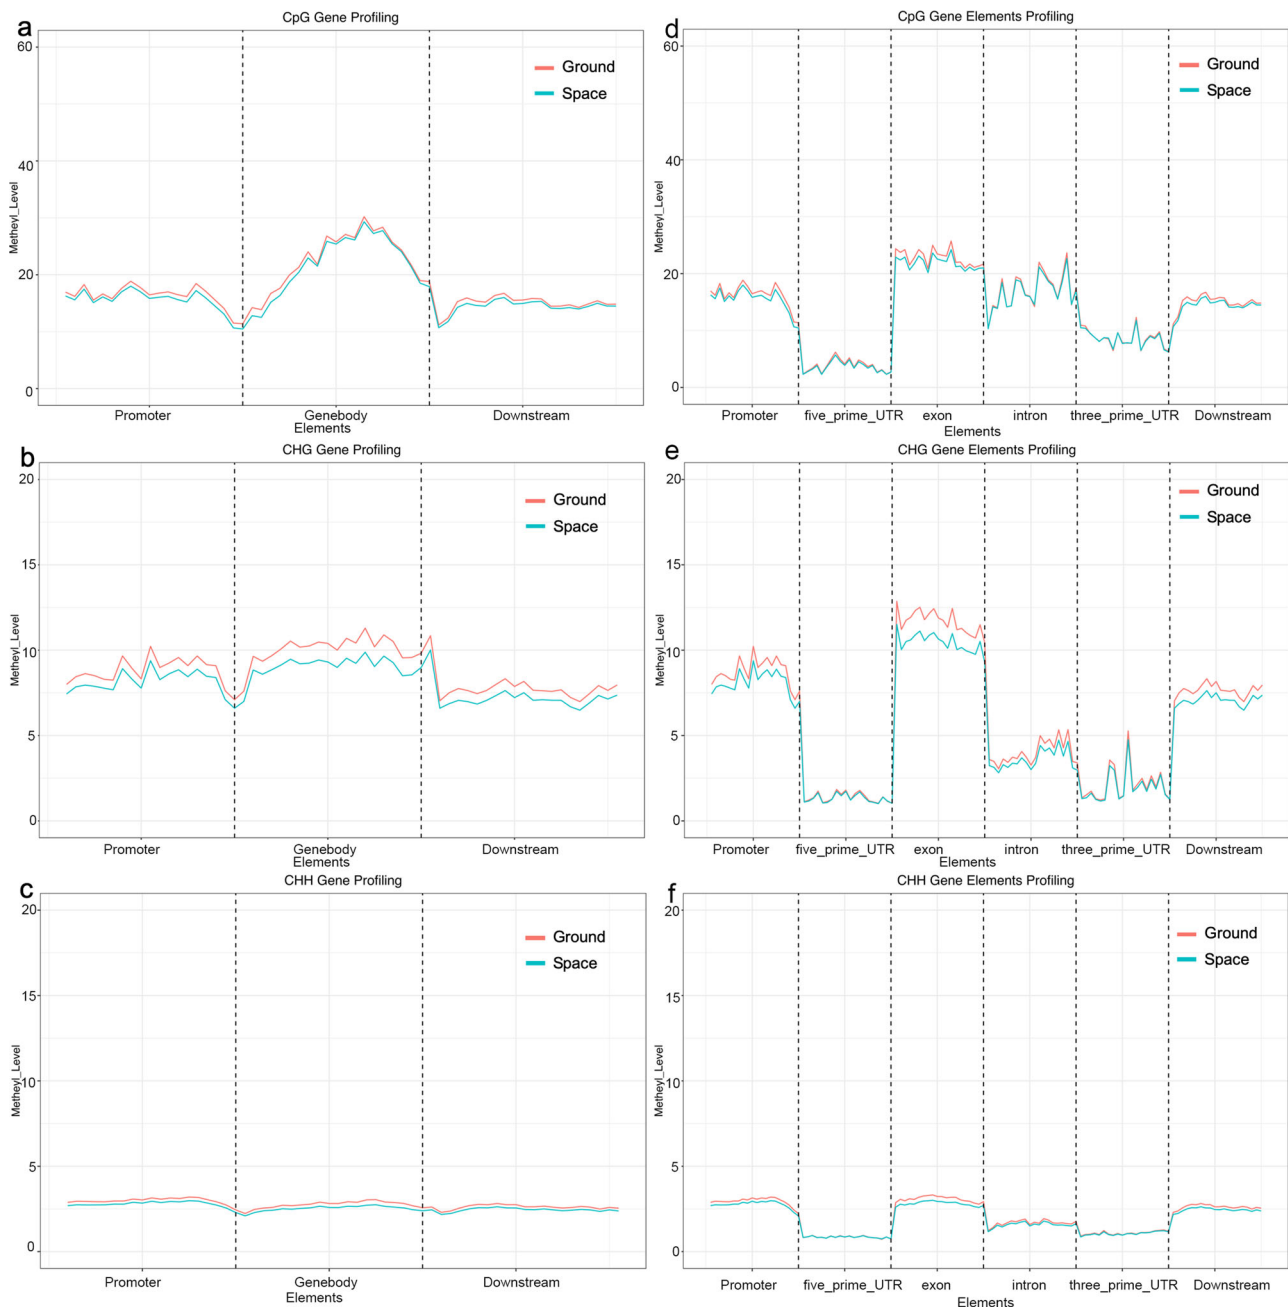 a
CpG Gene Profiling
60
40
20
0
Metheyl_Level
Ground
Space
Promoter
Genebody
Downstream
Elements
d
CpG Gene Elements Profiling
60
40
20
0
Metheyl_Level
Ground
Space
Promoter
five_prime_UTR
exon
intron
three_prime_UTR
Downstream
Elements
b
CHG Gene Profiling
20
15
10
5
0
Metheyl_Level
Ground
Space
Promoter
Genebody
Downstream
Elements
e
CHG Gene Elements Profiling
20
15
10
5
0
Metheyl_Level
Ground
Space
Promoter
five_prime_UTR
exon
intron
three_prime_UTR
Downstream
Elements
c
CHH Gene Profiling
20
15
10
5
0
Metheyl_Level
Ground
Space
Promoter
Genebody
Downstream
Elements
f
CHH Gene Elements Profiling
20
15
10
5
0
Metheyl_Level
Ground
Space
Promoter
five_prime_UTR
exon
intron
three_prime_UTR
Downstream
Elements